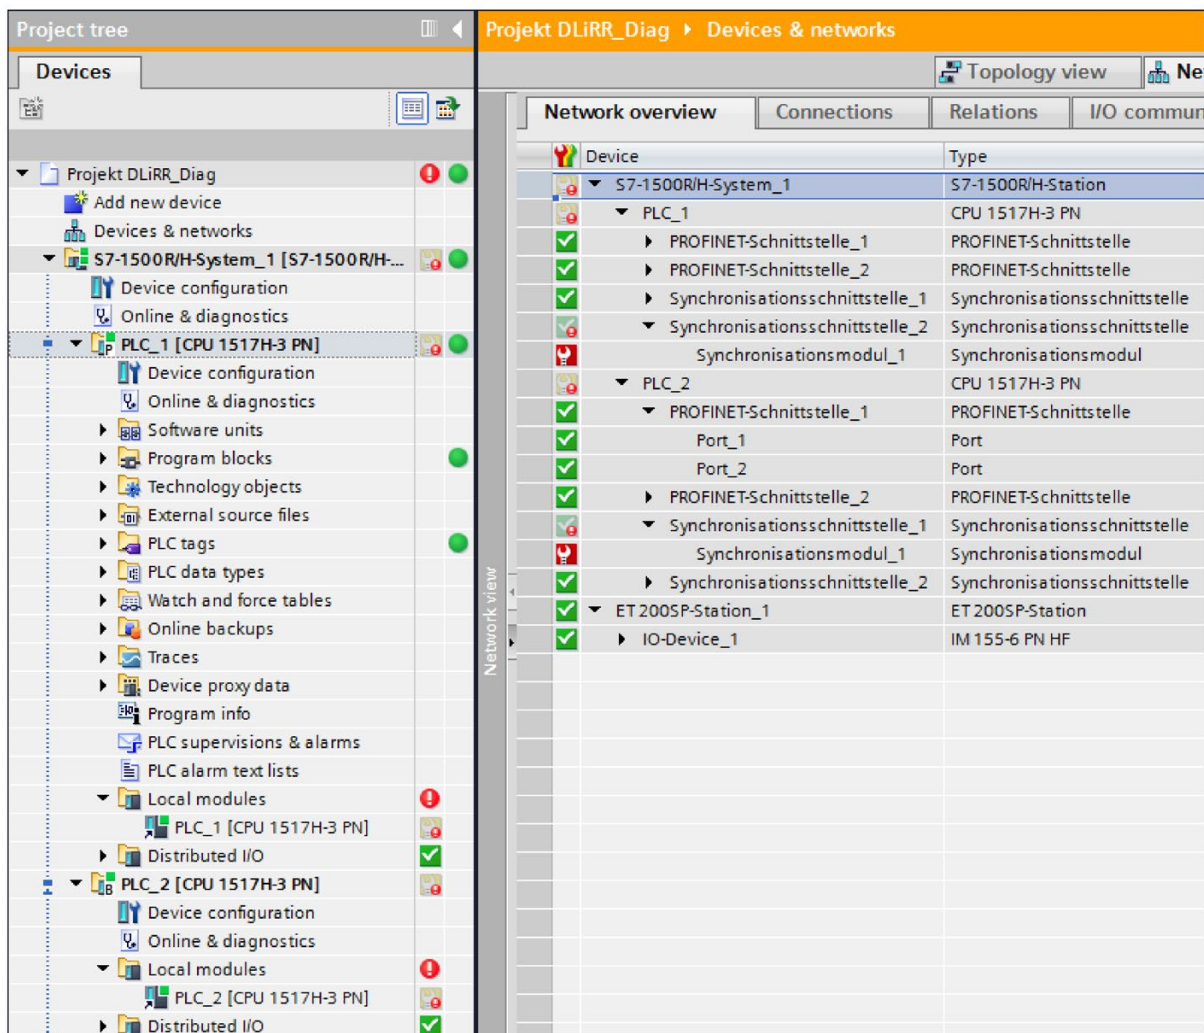 Project tree
Devices
Projekt DLiRR_Diag
Add new device
Devices & networks
S7-1500R/H-System_1 [S7-1500R/H-...
Device configuration
Online & diagnostics
PLC_1 [CPU 1517H-3 PN]
Device configuration
Online & diagnostics
Software units
Program blocks
Technology objects
External source files
PLC tags
PLC data types
Watch and force tables
Online backups
Traces
Device proxy data
Program info
PLC supervisions & alarms
PLC alarm text lists
Local modules
PLC_1 [CPU 1517H-3 PN]
Distributed I/O
PLC_2 [CPU 1517H-3 PN]
Device configuration
Online & diagnostics
Local modules
PLC_2 [CPU 1517H-3 PN]
Distributed I/O
Projekt DLiRR_Diag Devices & networks
Topology view Ne
Network overview Connections Relations I/O commun
Device Type
S7-1500R/H-System_1 S7-1500R/H-Station
PLC_1 CPU 1517H-3 PN
PROFINET-Schnittstelle_1 PROFINET-Schnittstelle
PROFINET-Schnittstelle_2 PROFINET-Schnittstelle
Synchronisationsschnittstelle_1 Synchronisationsschnittstelle
Synchronisationsschnittstelle_2 Synchronisationsschnittstelle
Synchronisationsmodul_1 Synchronisationsmodul
PLC_2 CPU 1517H-3 PN
PROFINET-Schnittstelle_1 PROFINET-Schnittstelle
Port_1 Port
Port_2 Port
PROFINET-Schnittstelle_2 PROFINET-Schnittstelle
Synchronisationsschnittstelle_1 Synchronisationsschnittstelle
Synchronisationsmodul_1 Synchronisationsmodul
Synchronisationsschnittstelle_2 Synchronisationsschnittstelle
ET 200SP-Station_1 ET 200SP-Station
IO-Device_1 IM 155-6 PN HF
Network view